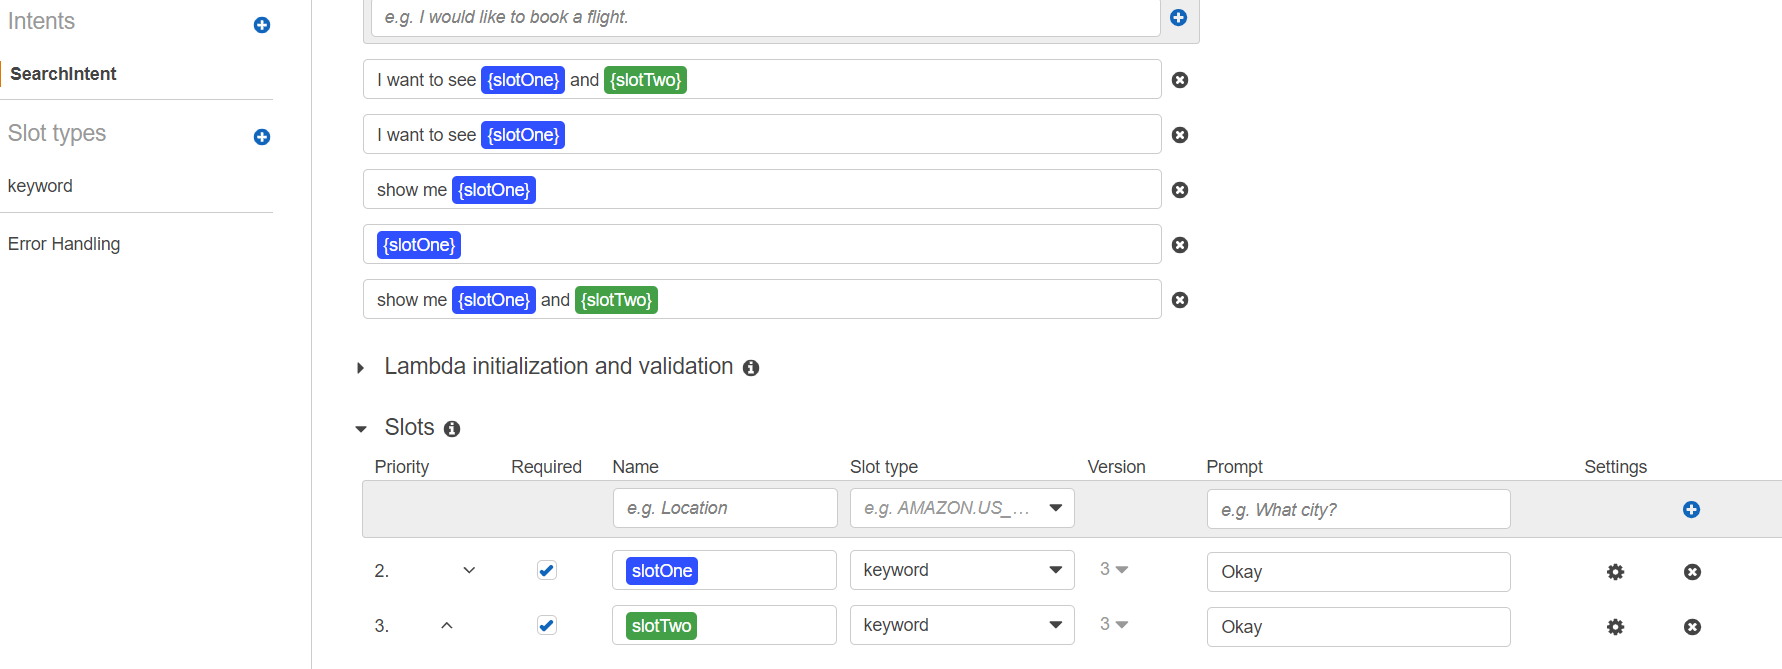 Intents
SearchIntent
Slot types
keyword
Error Handling
e.g. I would like to book a flight.
I want to see {slotOne} and {slotTwo}
I want to see {slotOne}
show me {slotOne}
{slotOne}
show me {slotOne} and {slotTwo}
Lambda initialization and validation
Slots
Priority Required Name Slot type Version Prompt Settings
e.g. Location e.g. AMAZON.US_... e.g. What city?
2. slotOne keyword 3 Okay
3. slotTwo keyword 3 Okay